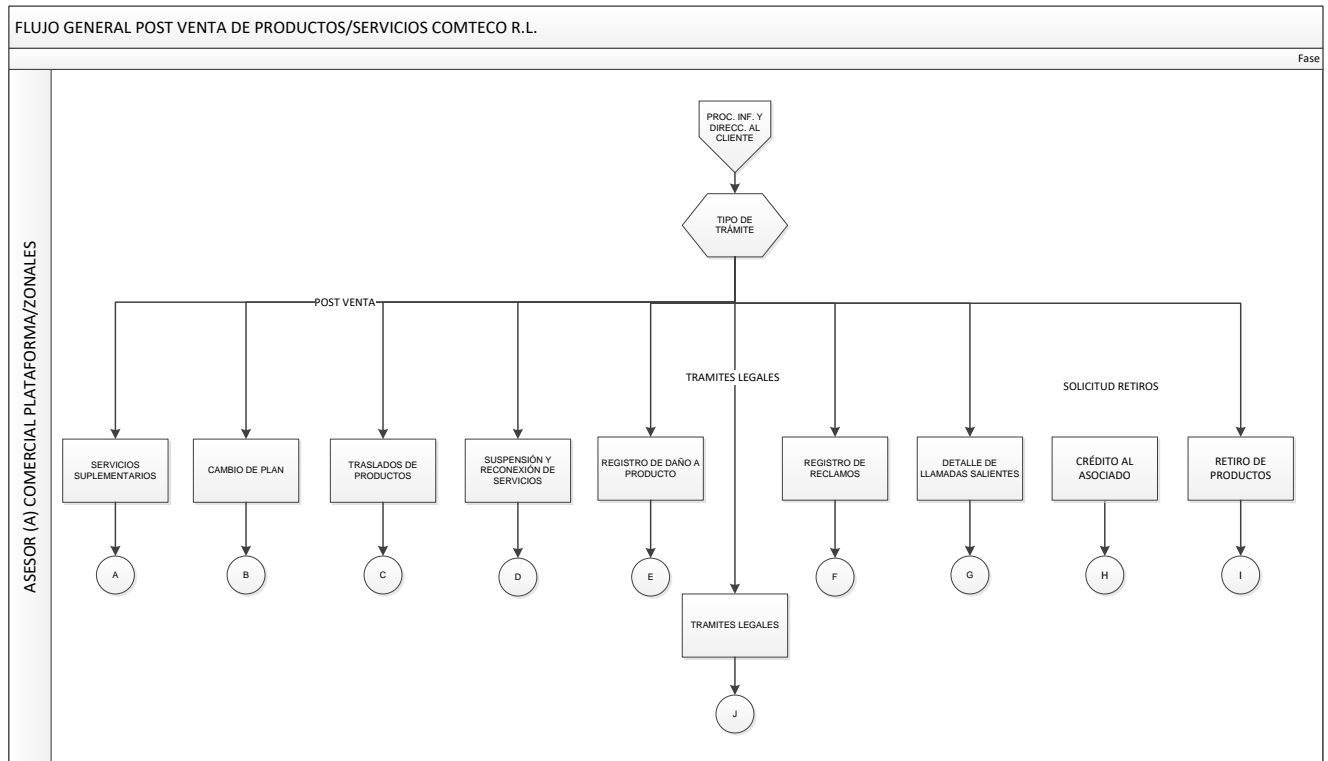 FLUJO GENERAL POST VENTA DE PRODUCTOS/SERVICIOS COMTECO R.L.
Fase
ASESOR (A) COMERCIAL PLATAFORMA/ZONALES
PROC. INF. Y
DIRECC. AL
CLIENTE
TIPO DE
TRÁMITE
POST VENTA
TRAMITES LEGALES
SOLICITUD RETIROS
SERVICIOS
SUPLEMENTARIOS
CAMBIO DE PLAN
TRASLADOS DE
PRODUCTOS
SUSPENSIÓN Y
RECONEXIÓN DE
SERVICIOS
REGISTRO DE DAÑO A
PRODUCTO
REGISTRO DE
RECLAMOS
DETALLE DE
LLAMADAS SALIENTES
CRÉDITO AL
ASOCIADO
RETIRO DE
PRODUCTOS
A
B
C
D
E
F
G
H
I
TRAMITES LEGALES
J